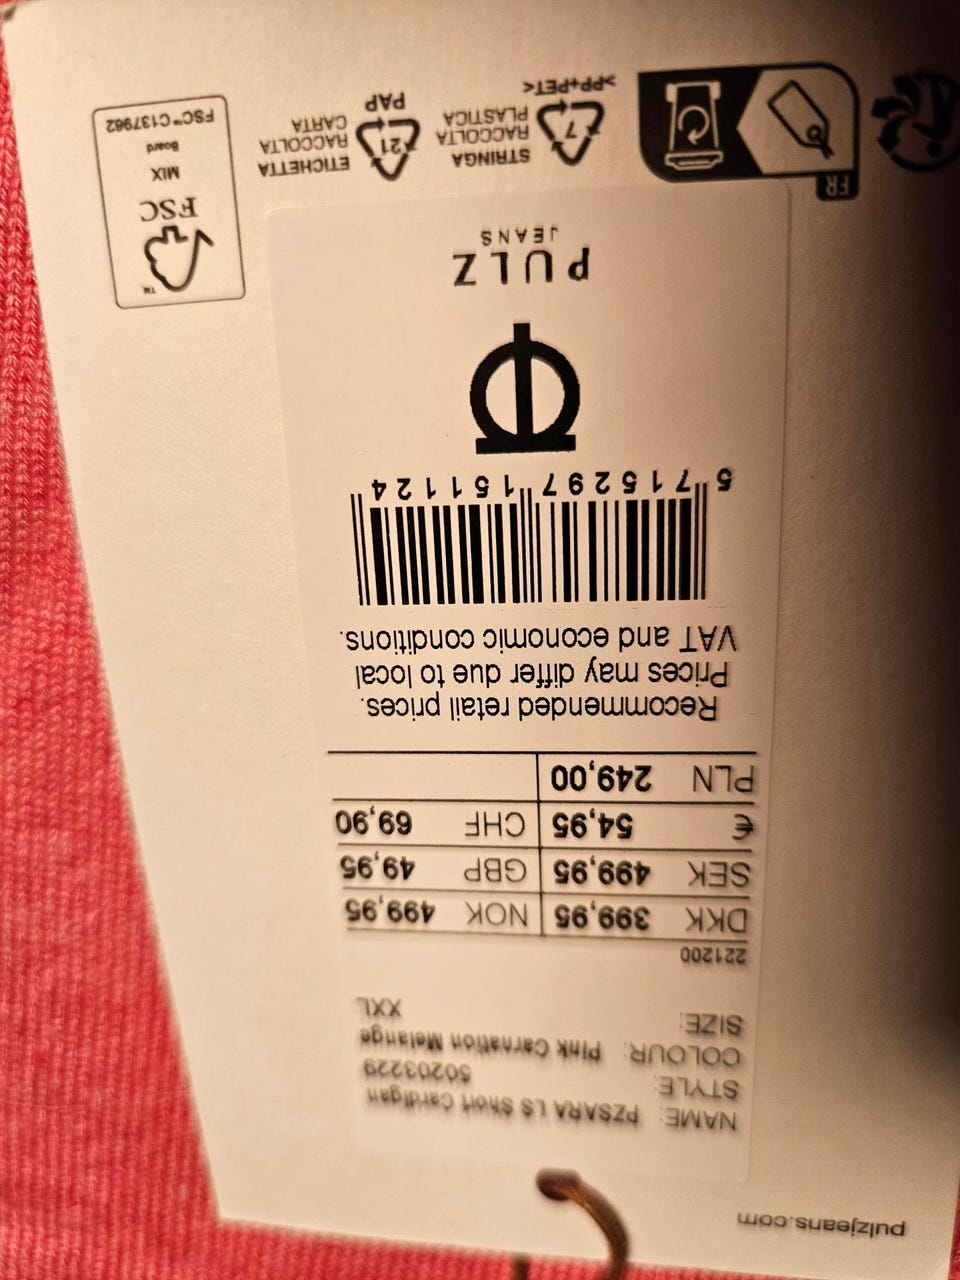 pulzjeans.com
NAME: PZSARA LS Short Cardigan
STYLE: 50203229
COLOUR: Pink Carnation Melange
SIZE: XXL
221200
DKK 399,95 NOK 499,95
SEK 499,95 GBP 49,95
€ 54,95 CHF 69,90
PLN 249,00
Recommended retail prices.
Prices may differ due to local
VAT and economic conditions.
5 715297 151124
PULZ
JEANS
FR
7
STRINGA
RACCOLTA
PLASTICA
>PP+PET<
21
PAP
ETICHETTA
RACCOLTA
CARTA
TM
FSC
MIX
Board
FSC™ C137962